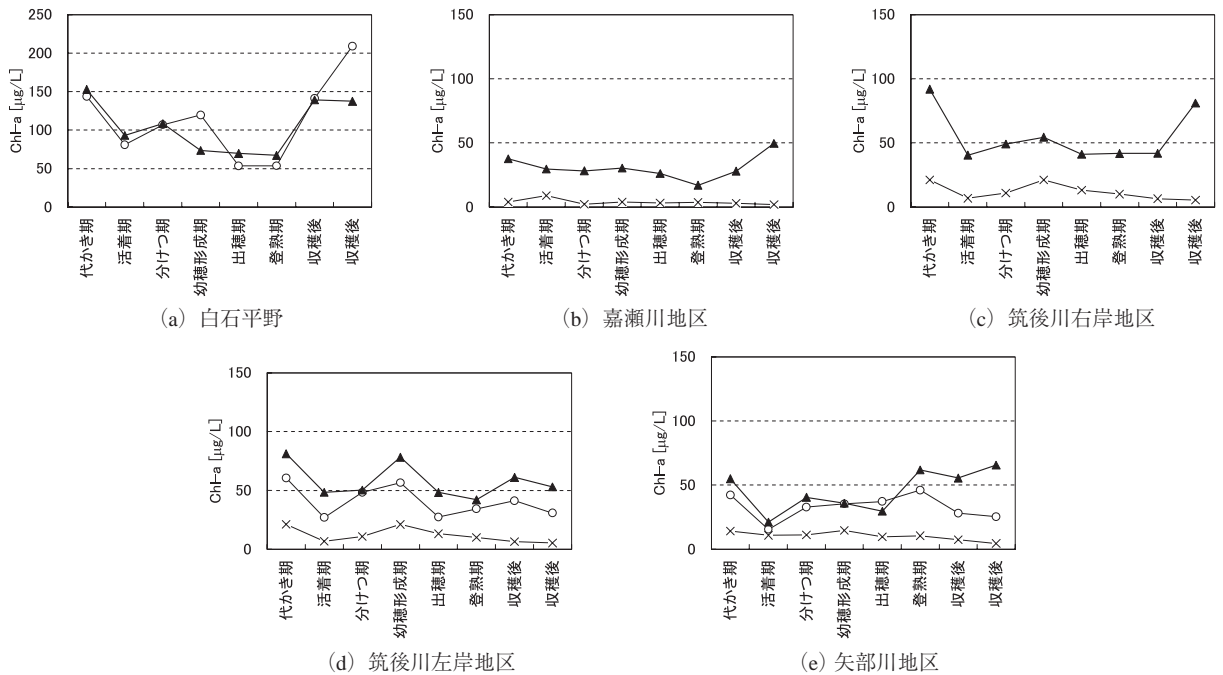 250
200
150
100
50
0
Chl-a [μg/L]
代かき期
活着期
分けつ期
幼穂形成期
出穂期
登熟期
収穫後
収穫後
(a) 白石平野
150
100
50
0
Chl-a [μg/L]
代かき期
活着期
分けつ期
幼穂形成期
出穂期
登熟期
収穫後
収穫後
(b) 嘉瀬川地区
150
100
50
0
Chl-a [μg/L]
代かき期
活着期
分けつ期
幼穂形成期
出穂期
登熟期
収穫後
収穫後
(c) 筑後川右岸地区
150
100
50
0
Chl-a [μg/L]
代かき期
活着期
分けつ期
幼穂形成期
出穂期
登熟期
収穫後
収穫後
(d) 筑後川左岸地区
150
100
50
0
Chl-a [μg/L]
代かき期
活着期
分けつ期
幼穂形成期
出穂期
登熟期
収穫後
収穫後
(e) 矢部川地区